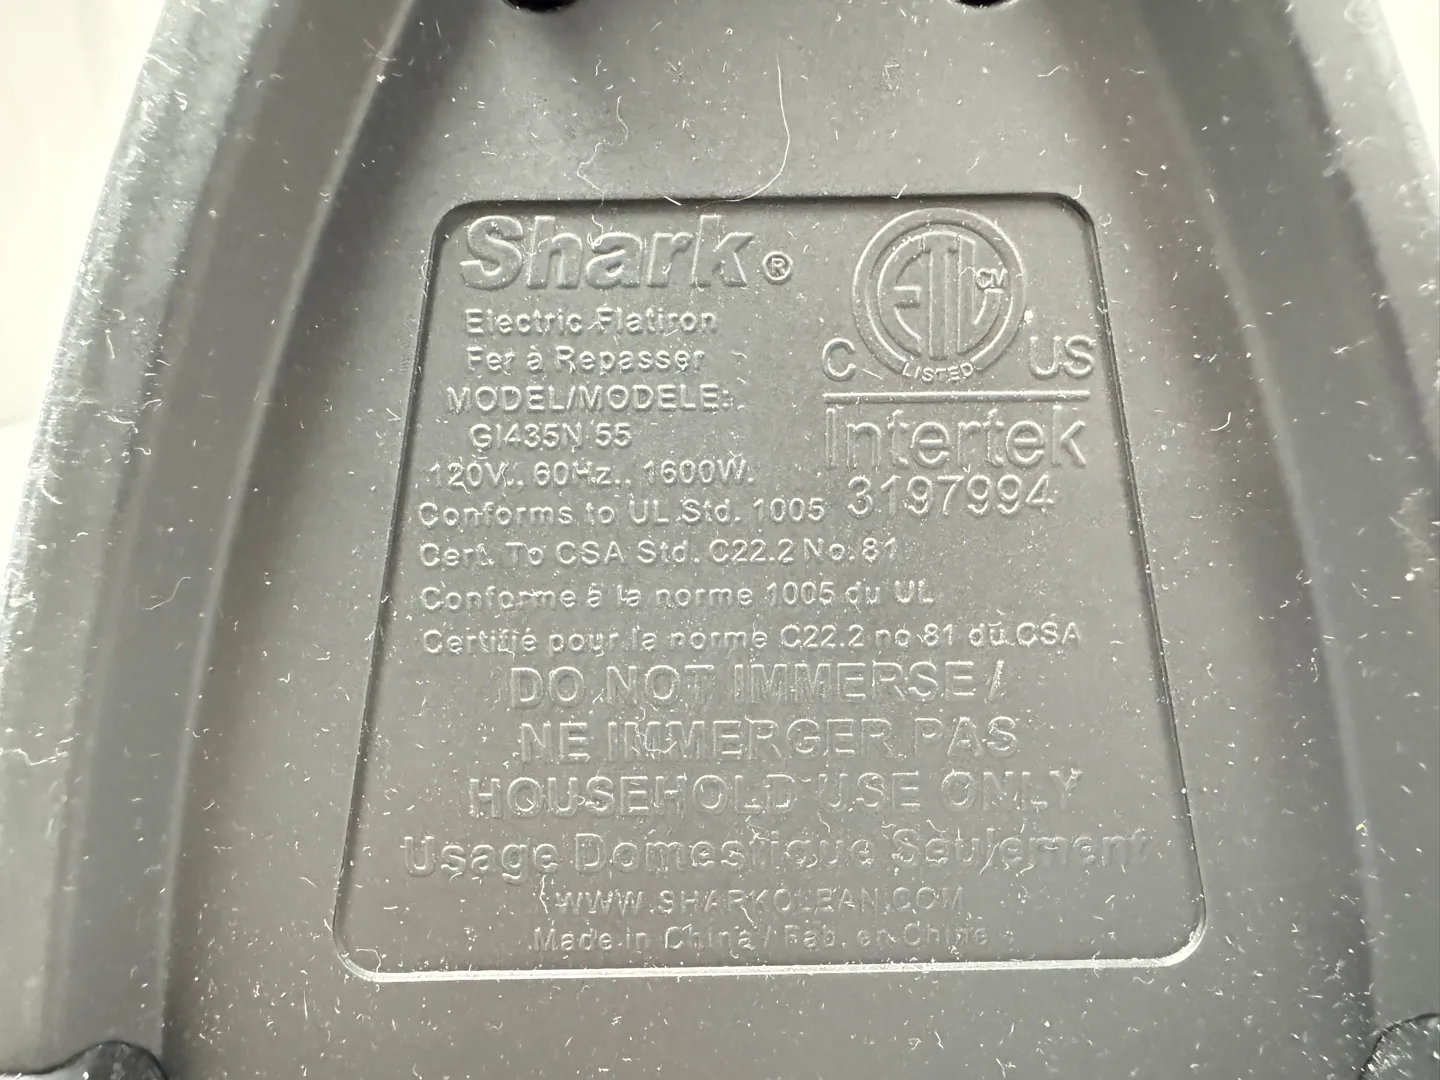 Shark®
Electric Flatiron
Fer à Repasser
MODEL/MODELE:
GI435N 55
120V., 60Hz., 1600W.
Conforms to UL Std. 1005
Cert. To CSA Std. C22.2 No. 81
Conforme à la norme 1005 du UL
Certifié pour la norme C22.2 no 81 du CSA
ETL CM
LISTED
C US
Intertek
3197994
DO NOT IMMERSE /
NE IMMERGER PAS
HOUSEHOLD USE ONLY
Usage Domestique Seulement
WWW.SHARKCLEAN.COM
Made in China / Fab. en Chine